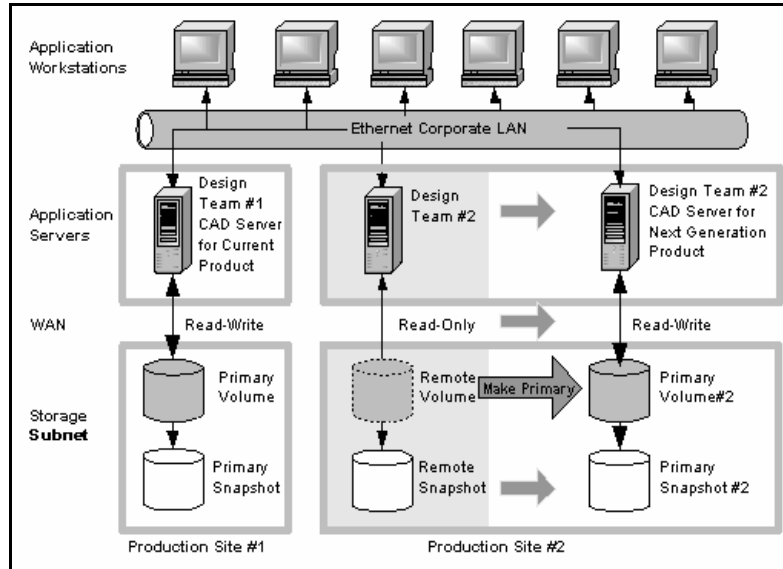 Application
Workstations
Ethernet Corporate LAN
Application
Servers
Design
Team #1
CAD Server
for Current
Product
Design
Team #2
Design Team #2
CAD Server for
Next Generation
Product
WAN
Read-Write
Read-Only
Read-Write
Storage
Subnet
Primary
Volume
Remote
Volume
Make Primary
Primary
Volume#2
Primary
Snapshot
Remote
Snapshot
Primary
Snapshot #2
Production Site #1
Production Site #2